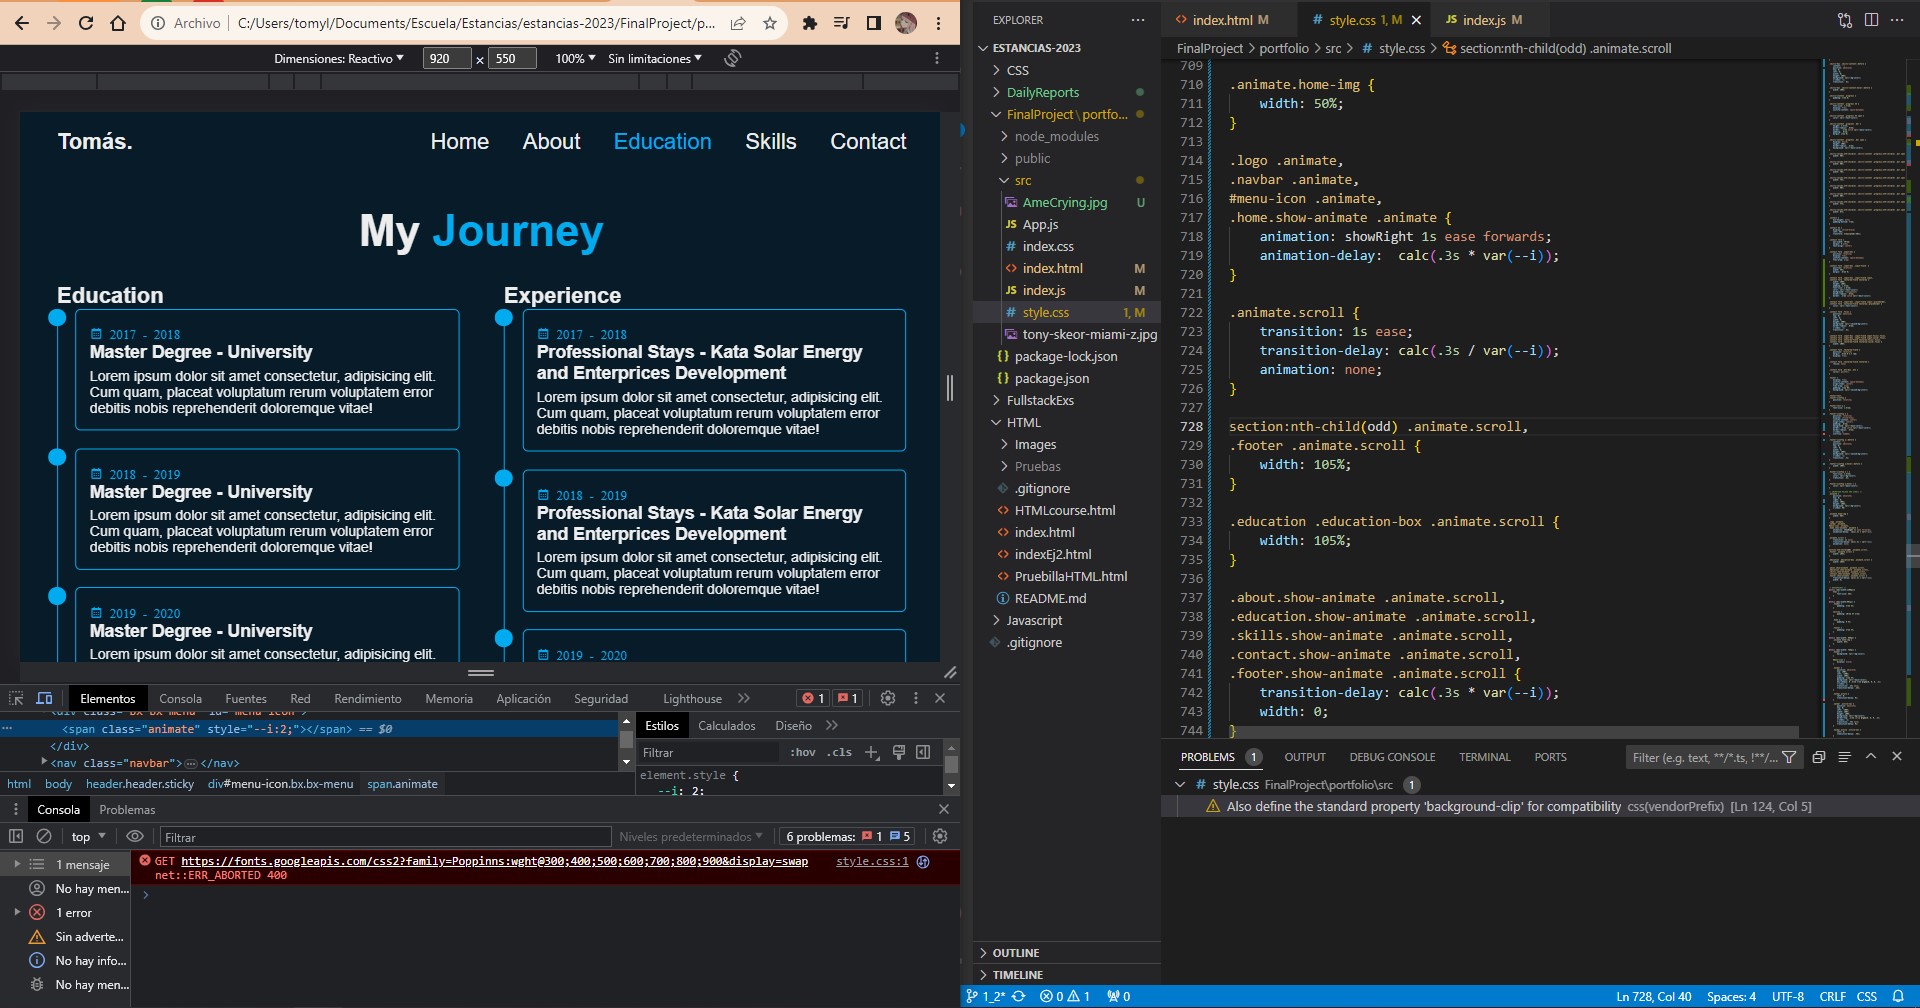 Archivo C:/Users/tomyl/Documents/Escuela/Estancias/estancias-2023/FinalProject/p...
Dimensiones: Reactivo 920 × 550 100% Sin limitaciones
Tomás. Home About Education Skills Contact
My Journey
Education
2017 - 2018
Master Degree - University
Lorem ipsum dolor sit amet consectetur, adipisicing elit.
Cum quam, placeat voluptatum rerum voluptatem error
debitis nobis reprehenderit doloremque vitae!
2018 - 2019
Master Degree - University
Lorem ipsum dolor sit amet consectetur, adipisicing elit.
Cum quam, placeat voluptatum rerum voluptatem error
debitis nobis reprehenderit doloremque vitae!
2019 - 2020
Master Degree - University
Lorem ipsum dolor sit amet consectetur, adipisicing elit.
Experience
2017 - 2018
Professional Stays - Kata Solar Energy
and Enterprices Development
Lorem ipsum dolor sit amet consectetur, adipisicing elit.
Cum quam, placeat voluptatum rerum voluptatem error
debitis nobis reprehenderit doloremque vitae!
2018 - 2019
Professional Stays - Kata Solar Energy
and Enterprices Development
Lorem ipsum dolor sit amet consectetur, adipisicing elit.
Cum quam, placeat voluptatum rerum voluptatem error
debitis nobis reprehenderit doloremque vitae!
2019 - 2020
Elementos Consola Fuentes Red Rendimiento Memoria Aplicación Seguridad Lighthouse 1 1
<div class="bx bx-menu" id="menu-icon">
<span class="animate" style="--i:2;"></span> == $0
</div>
<nav class="navbar">…</nav>
html body header.header.sticky div#menu-icon.bx.bx-menu span.animate
Estilos Calculados Diseño
Filtrar :hov .cls
element.style {
--i: 2;
Consola Problemas
top Filtrar Niveles predeterminados 6 problemas: 1 5
1 mensaje
No hay men...
1 error
Sin adverte...
No hay info...
No hay men...
GET https://fonts.googleapis.com/css2?family=Poppinns:wght@300;400;500;600;700;800;900&display=swap style.css:1
net::ERR_ABORTED 400
EXPLORER
ESTANCIAS-2023
CSS
DailyReports
FinalProject\portfo...
node_modules
public
src
AmeCrying.jpg U
App.js
index.css
index.html M
index.js M
style.css 1, M
tony-skeor-miami-z.jpg
package-lock.json
package.json
FullstackExs
HTML
Images
Pruebas
.gitignore
HTMLcourse.html
index.html
indexEj2.html
PruebillaHTML.html
README.md
Javascript
.gitignore
OUTLINE
TIMELINE
index.html M style.css 1, M index.js M
FinalProject > portfolio > src > style.css > section:nth-child(odd) .animate.scroll
709
710 .animate.home-img {
711 width: 50%;
712 }
713
714 .logo .animate,
715 .navbar .animate,
716 #menu-icon .animate,
717 .home.show-animate .animate {
718 animation: showRight 1s ease forwards;
719 animation-delay:  calc(.3s * var(--i));
720 }
721
722 .animate.scroll {
723 transition: 1s ease;
724 transition-delay: calc(.3s / var(--i));
725 animation: none;
726 }
727
728 section:nth-child(odd) .animate.scroll,
729 .footer .animate.scroll {
730 width: 105%;
731 }
732
733 .education .education-box .animate.scroll {
734 width: 105%;
735 }
736
737 .about.show-animate .animate.scroll,
738 .education.show-animate .animate.scroll,
739 .skills.show-animate .animate.scroll,
740 .contact.show-animate .animate.scroll,
741 .footer.show-animate .animate.scroll {
742 transition-delay: calc(.3s * var(--i));
743 width: 0;
744 }
PROBLEMS 1 OUTPUT DEBUG CONSOLE TERMINAL PORTS Filter (e.g. text, **/*.ts, !**/...
style.css FinalProject\portfolio\src 1
Also define the standard property 'background-clip' for compatibility css(vendorPrefix) [Ln 124, Col 5]
1_2* 0 1 0 Ln 728, Col 40 Spaces: 4 UTF-8 CRLF CSS